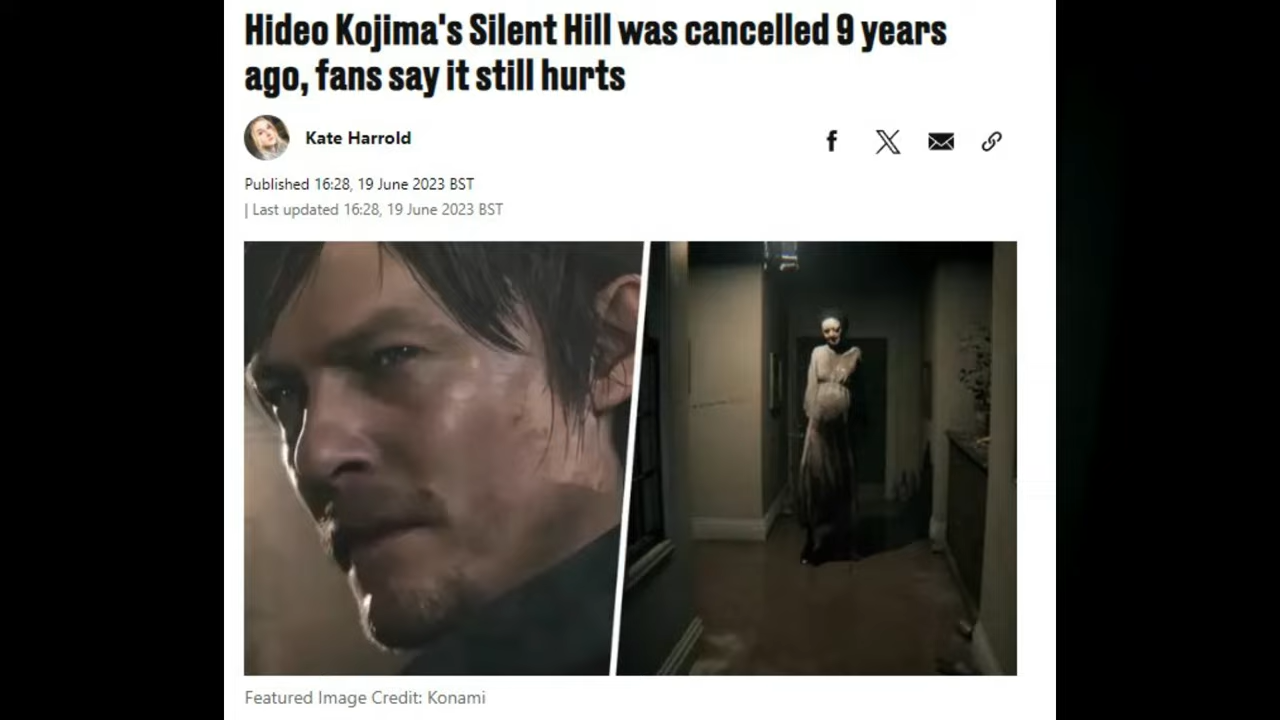 Hideo Kojima's Silent Hill was cancelled 9 years
ago, fans say it still hurts
Kate Harrold
Published 16:28, 19 June 2023 BST
| Last updated 16:28, 19 June 2023 BST
Featured Image Credit: Konami